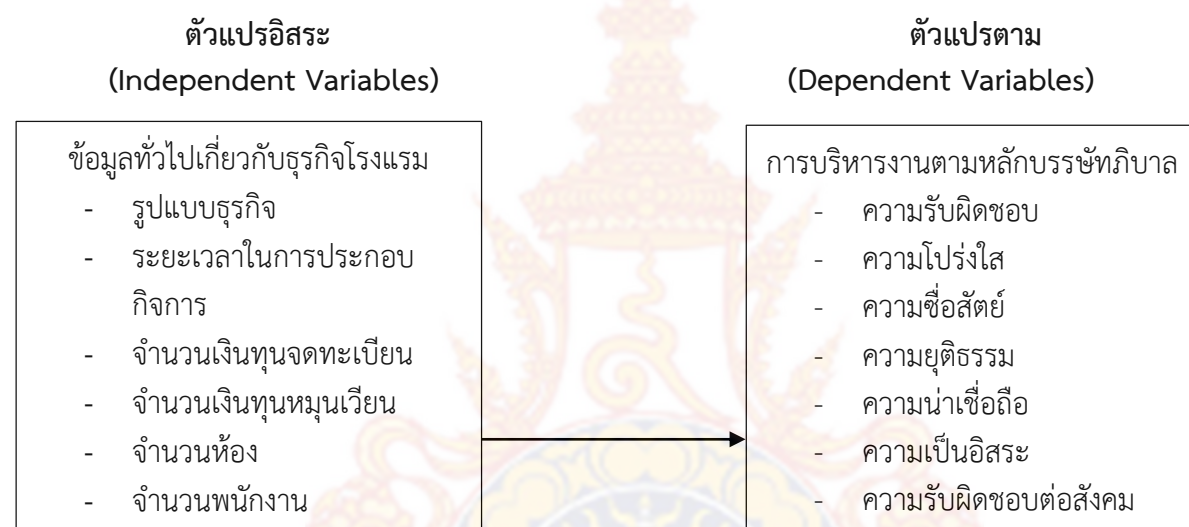 ตัวแปรอิสระ
(Independent Variables)
ข้อมูลทั่วไปเกี่ยวกับธุรกิจโรงแรม
- รูปแบบธุรกิจ
- ระยะเวลาในการประกอบ
กิจการ
- จำนวนเงินทุนจดทะเบียน
- จำนวนเงินทุนหมุนเวียน
- จำนวนห้อง
- จำนวนพนักงาน
ตัวแปรตาม
(Dependent Variables)
การบริหารงานตามหลักบรรษัทภิบาล
- ความรับผิดชอบ
- ความโปร่งใส
- ความซื่อสัตย์
- ความยุติธรรม
- ความน่าเชื่อถือ
- ความเป็นอิสระ
- ความรับผิดชอบต่อสังคม